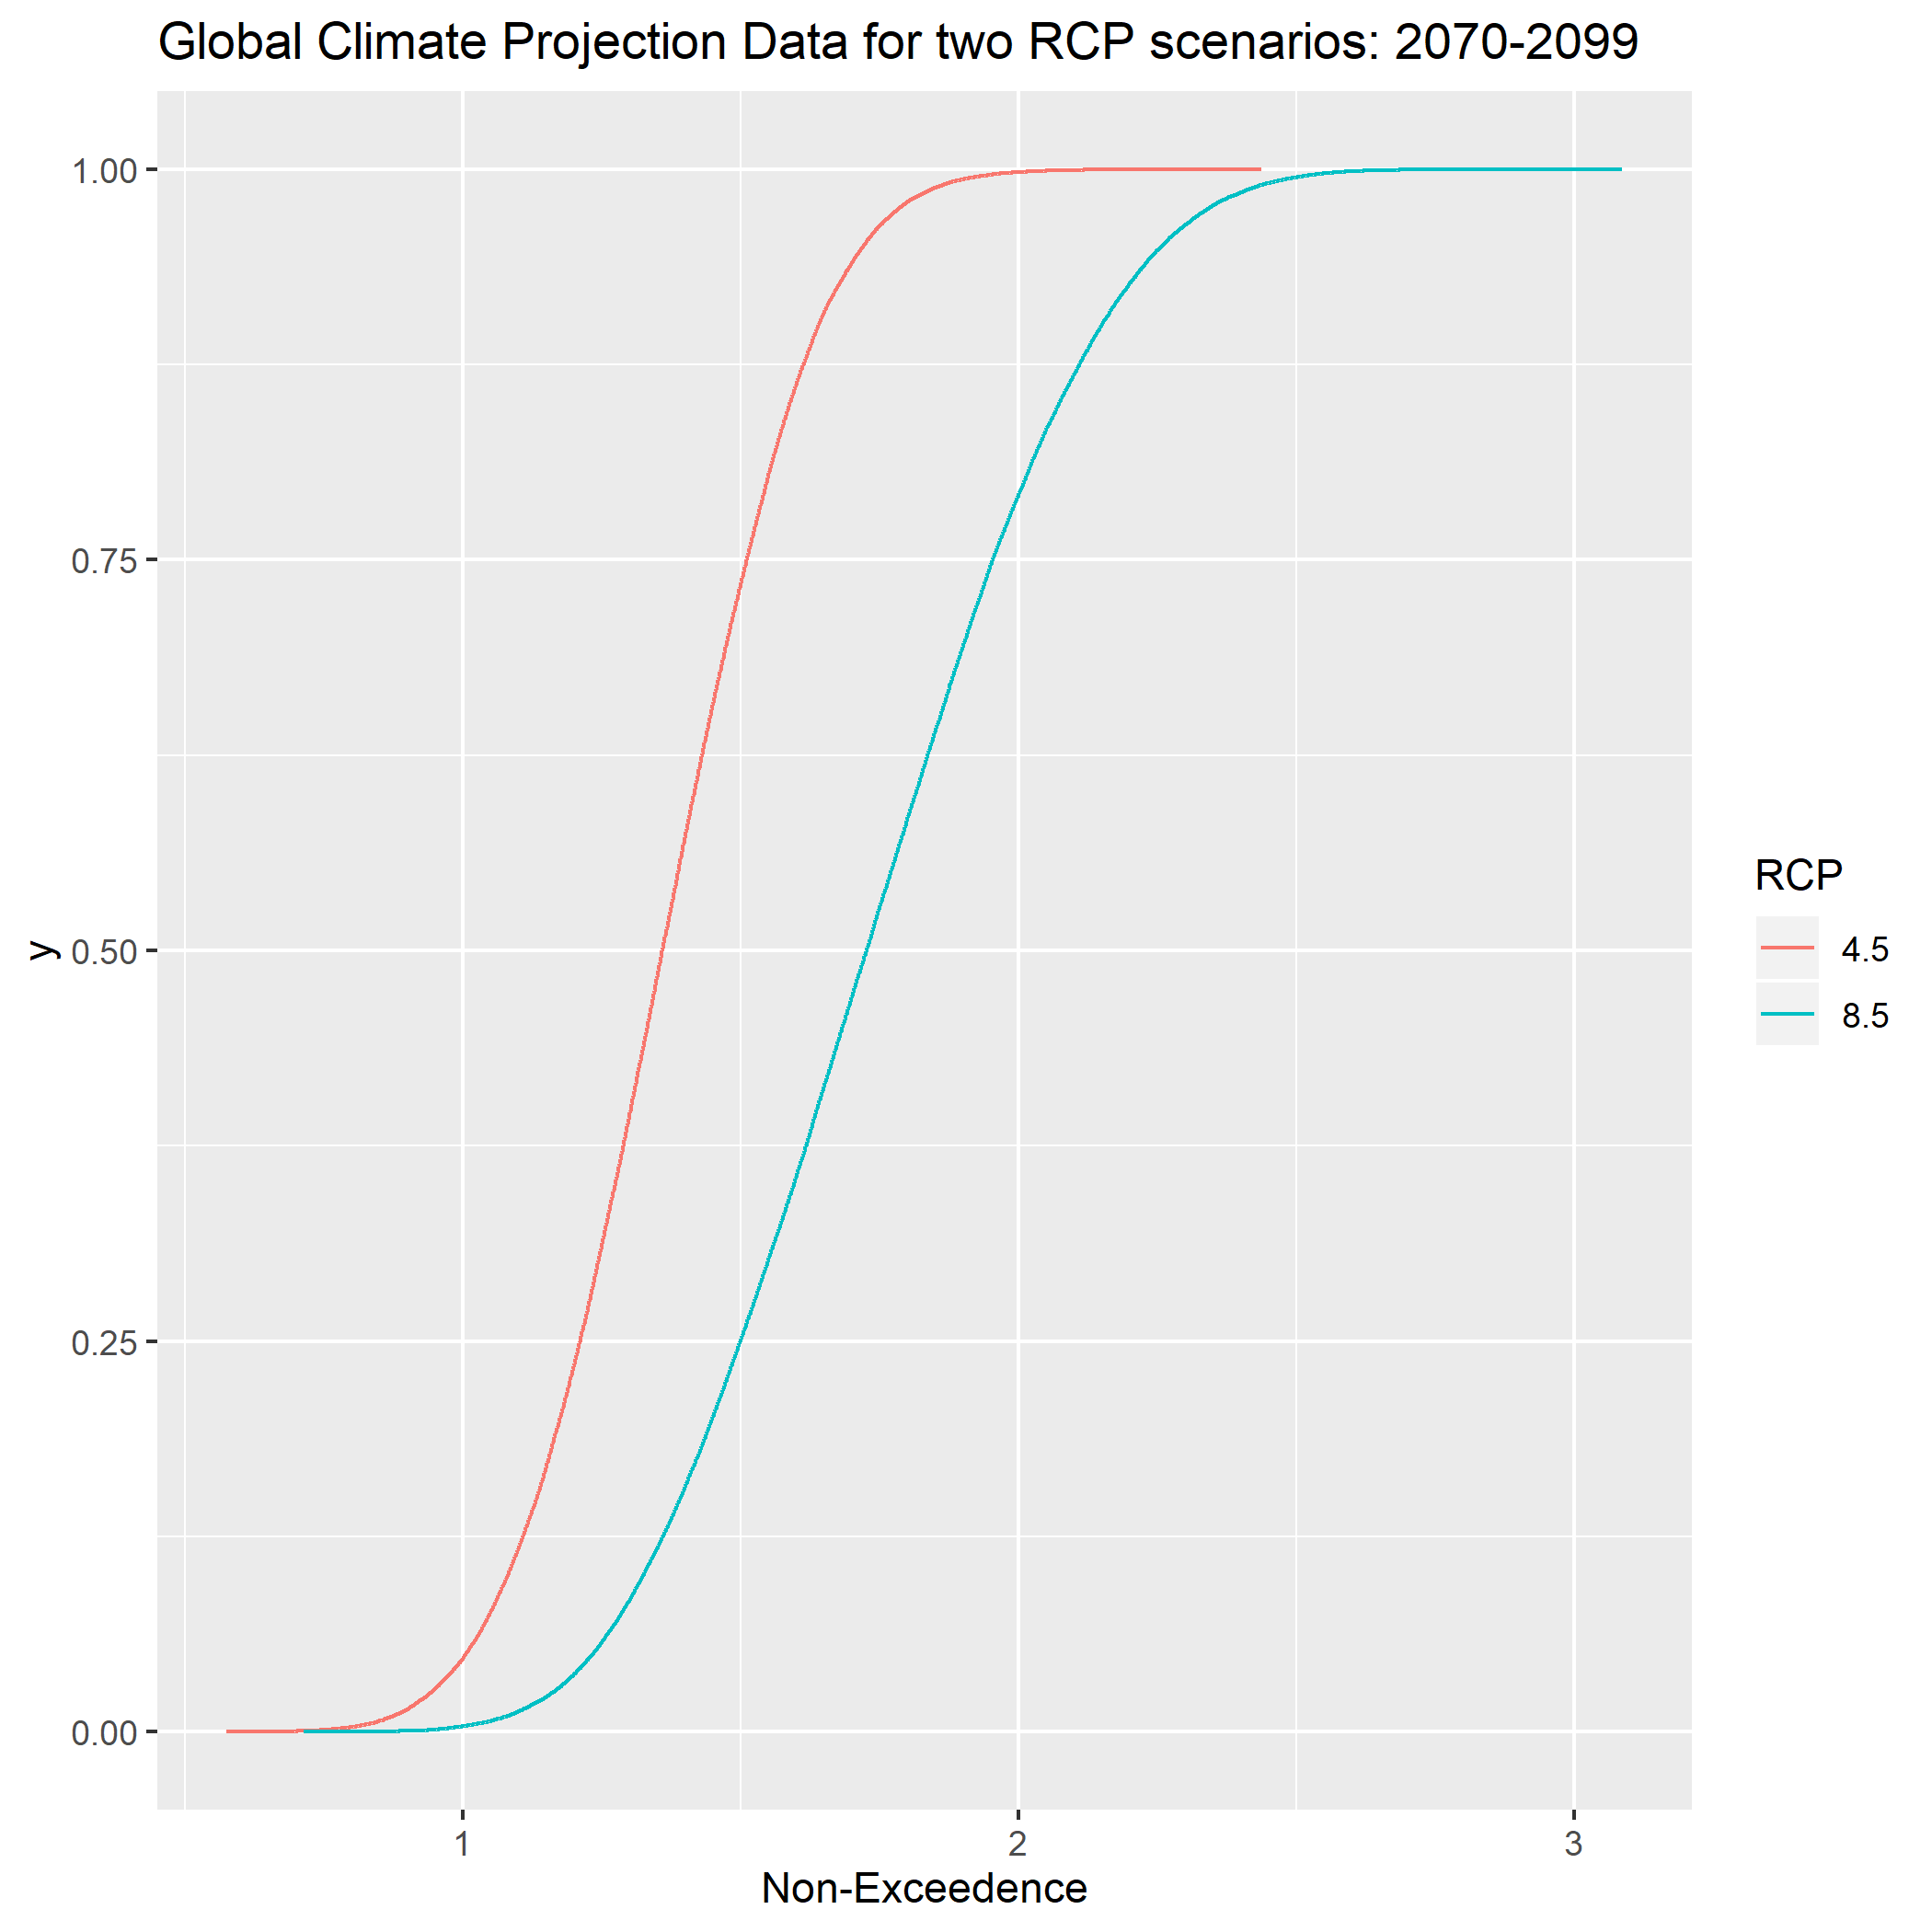 Global Climate Projection Data for two RCP scenarios: 2070-2099
1.00
0.75
0.50
0.25
0.00
y
1 2 3
Non-Exceedence
RCP
4.5
8.5